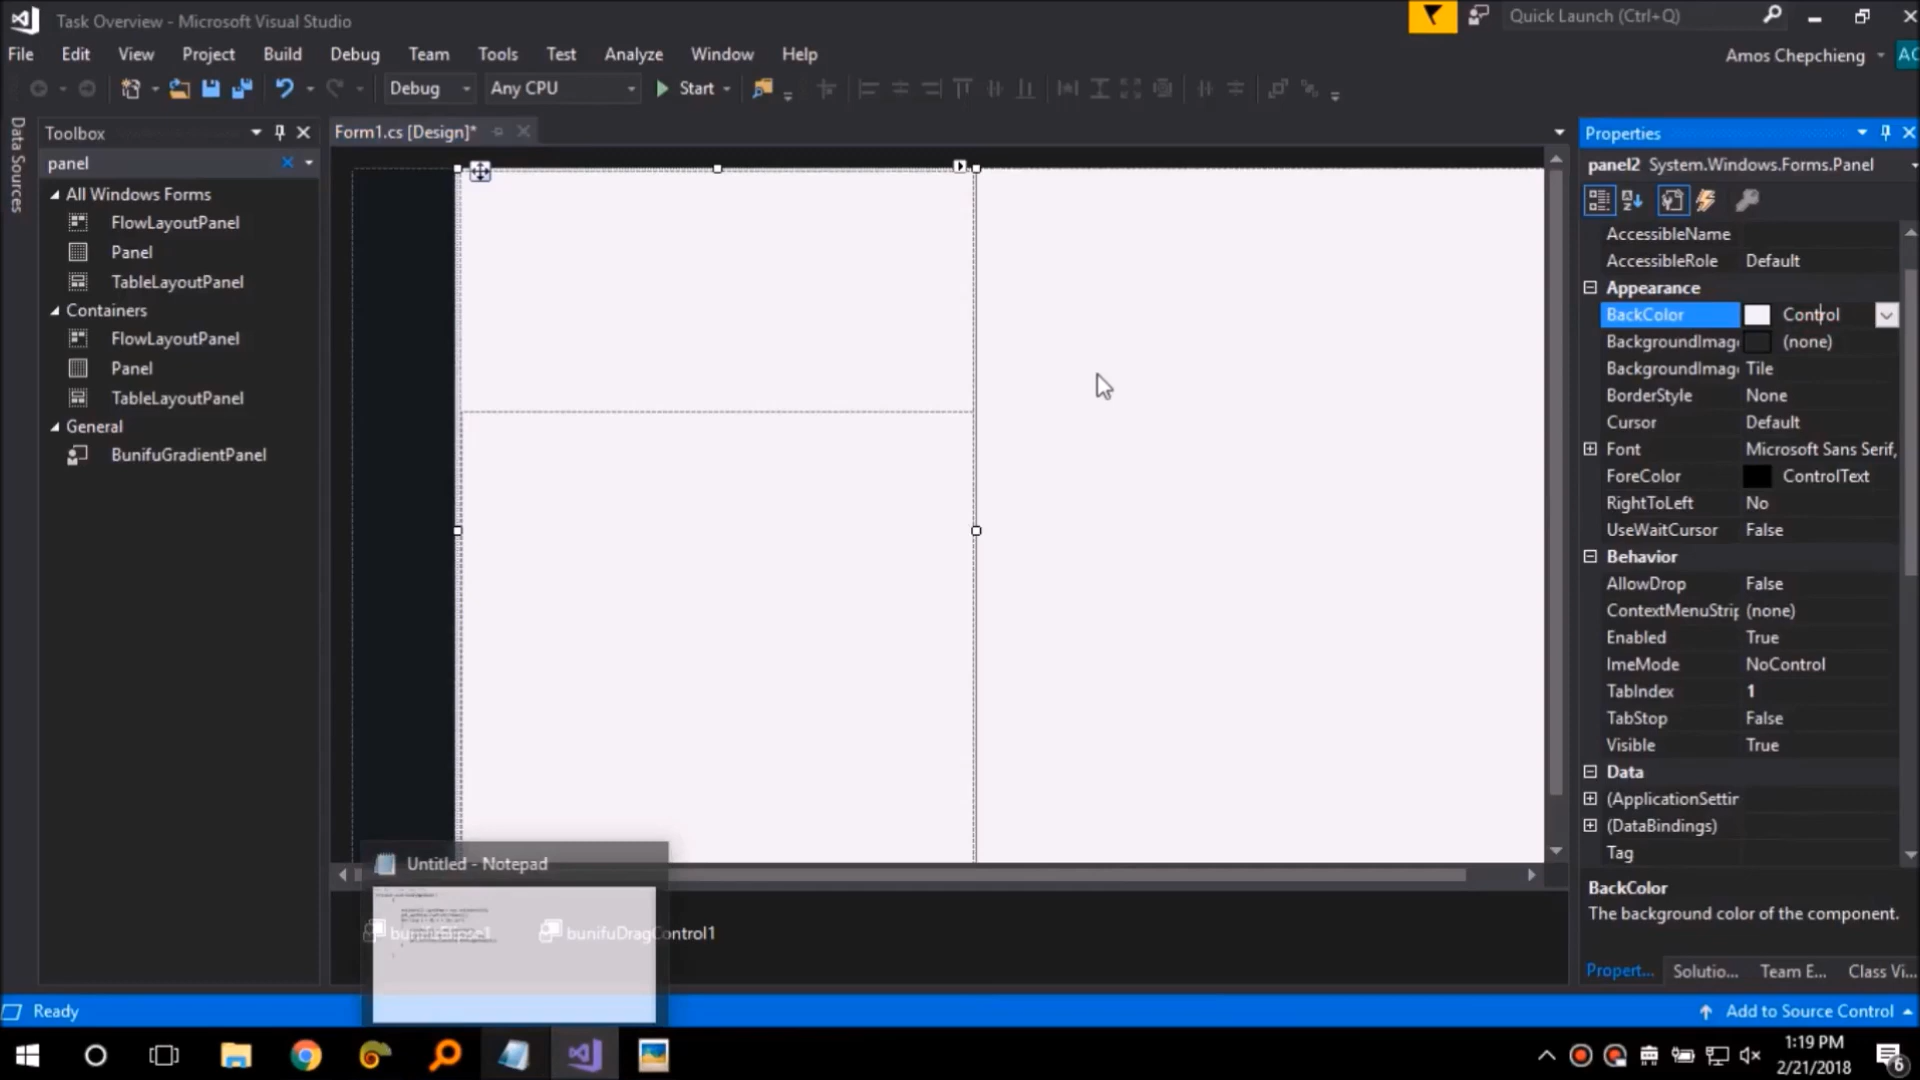 Task Overview - Microsoft Visual Studio
Quick Launch (Ctrl+Q)
File Edit View Project Build Debug Team Tools Test Analyze Window Help
Amos Chepchieng
AC
Debug Any CPU Start
Data Sources
Toolbox
panel
All Windows Forms
FlowLayoutPanel
Panel
TableLayoutPanel
Containers
FlowLayoutPanel
Panel
TableLayoutPanel
General
BunifuGradientPanel
Form1.cs [Design]*
Untitled - Notepad
bunifuElipse1
bunifuDragControl1
Properties
panel2 System.Windows.Forms.Panel
AccessibleName
AccessibleRole Default
Appearance
BackColor Control
BackgroundImage (none)
BackgroundImage Tile
BorderStyle None
Cursor Default
Font Microsoft Sans Serif,
ForeColor ControlText
RightToLeft No
UseWaitCursor False
Behavior
AllowDrop False
ContextMenuStrip (none)
Enabled True
ImeMode NoControl
TabIndex 1
TabStop False
Visible True
Data
(ApplicationSettin
(DataBindings)
Tag
BackColor
The background color of the component.
Propert... Solutio... Team E... Class Vi...
Ready
Add to Source Control
1:19 PM
2/21/2018
6